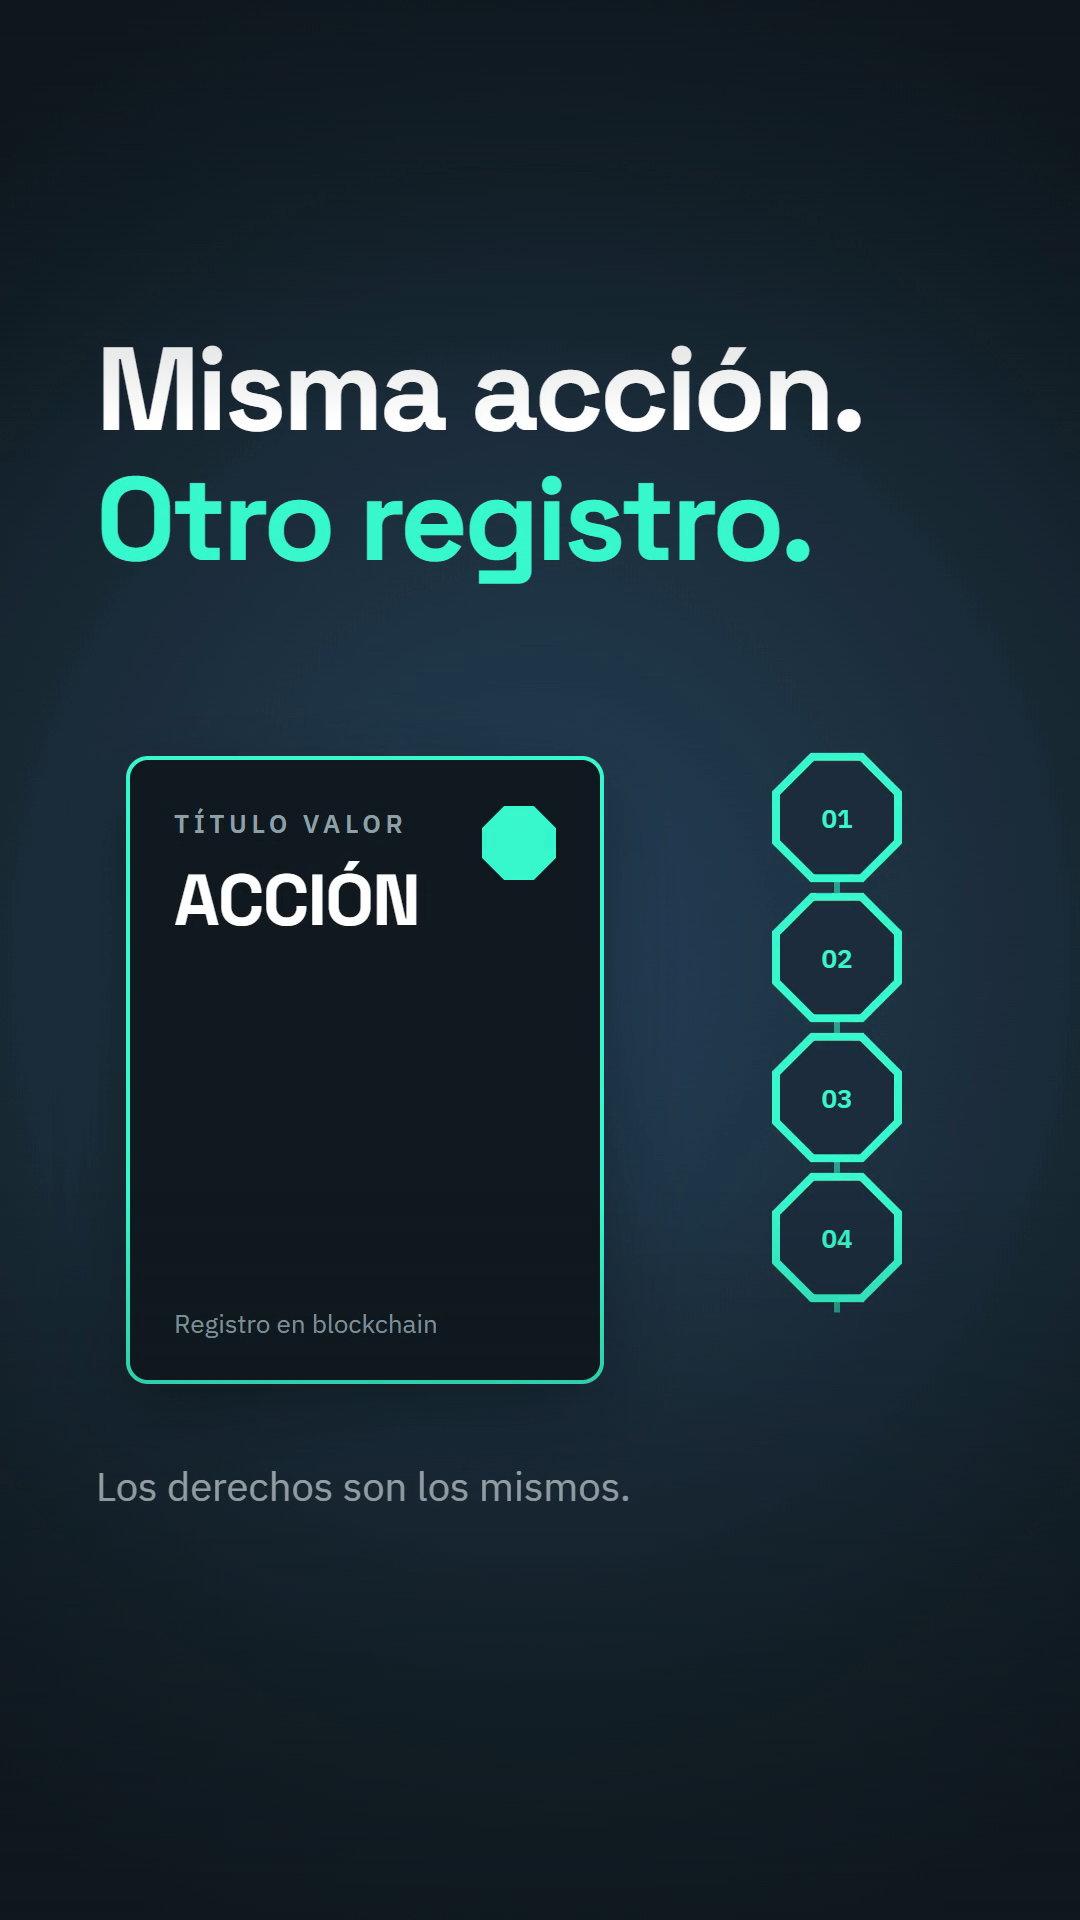 Misma acción.
Otro registro.
TÍTULO VALOR
ACCIÓN
Registro en blockchain
01
02
03
04
Los derechos son los mismos.